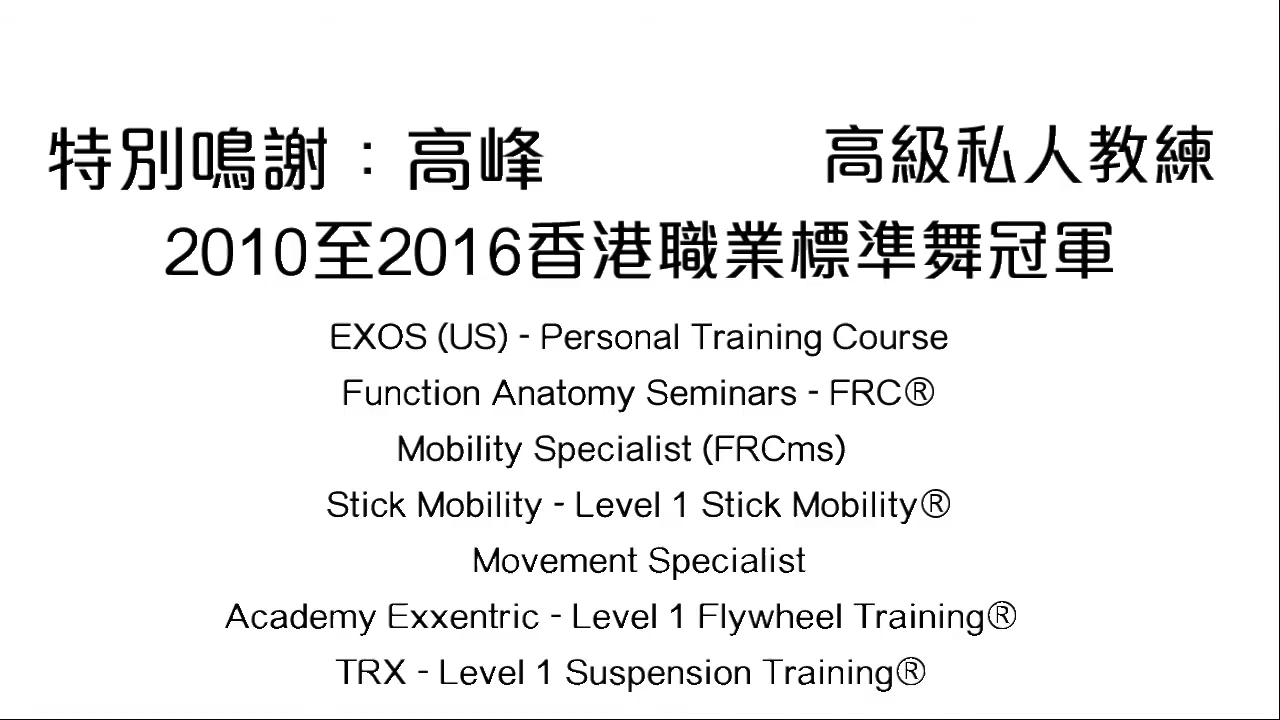 特別鳴謝：高峰 高級私人教練
2010至2016香港職業標準舞冠軍
EXOS (US) - Personal Training Course
Function Anatomy Seminars - FRC®
Mobility Specialist (FRCms)
Stick Mobility - Level 1 Stick Mobility®
Movement Specialist
Academy Exxentric - Level 1 Flywheel Training®
TRX - Level 1 Suspension Training®